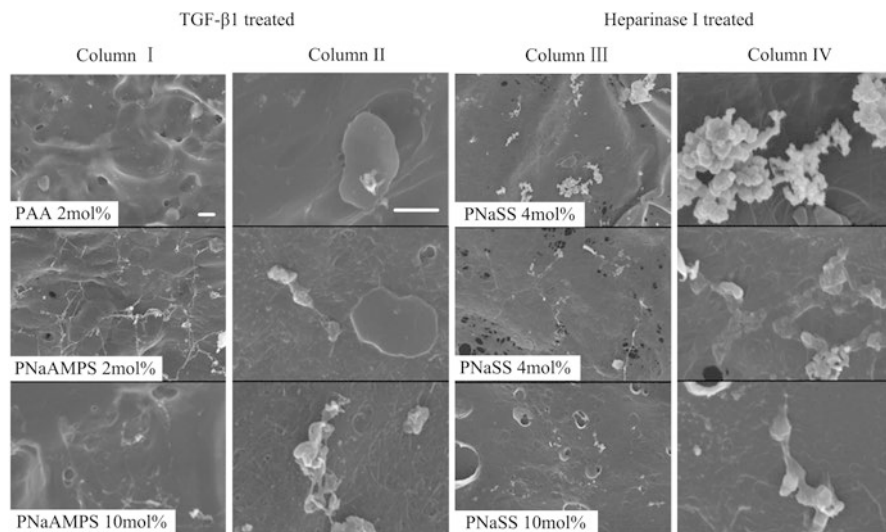 TGF-β1 treated
Heparinase I treated
Column Ⅰ
Column II
Column Ⅲ
Column IV
PAA 2mol%
PNaSS 4mol%
PNaAMPS 2mol%
PNaSS 4mol%
PNaAMPS 10mol%
PNaSS 10mol%